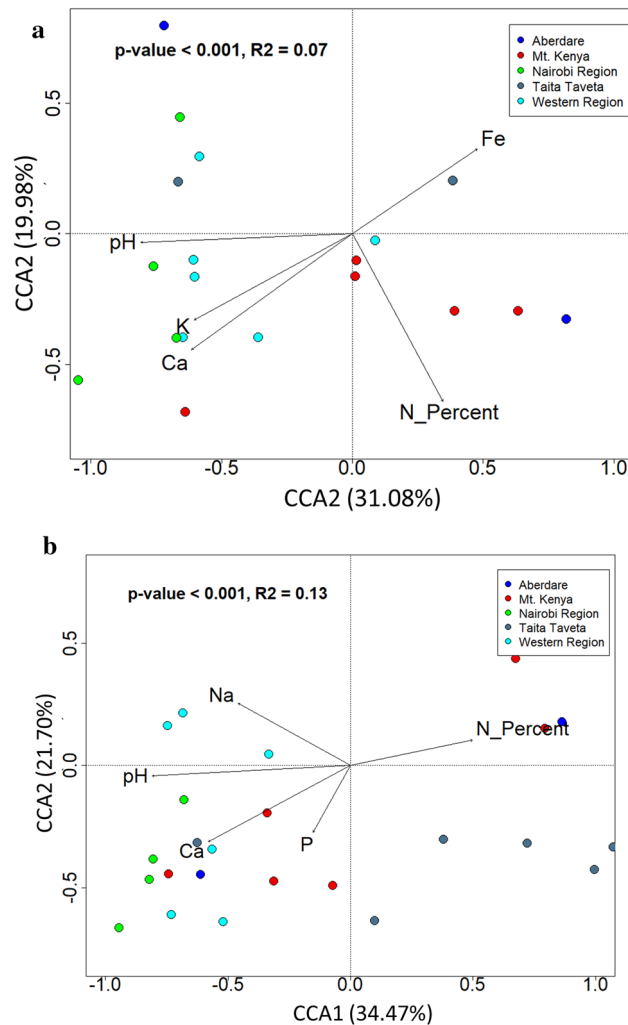 a
p-value < 0.001, R2 = 0.07
Aberdare
Mt. Kenya
Nairobi Region
Taita Taveta
Western Region
Fe
pH
K
Ca
N_Percent
CCA2 (19.98%)
0.5
0.0
-0.5
-1.0 -0.5 0.0 0.5 1.0
CCA2 (31.08%)
b
p-value < 0.001, R2 = 0.13
Aberdare
Mt. Kenya
Nairobi Region
Taita Taveta
Western Region
Na
N_Percent
pH
Ca
P
CCA2 (21.70%)
0.5
0.0
-0.5
-1.0 -0.5 0.0 0.5 1.0
CCA1 (34.47%)